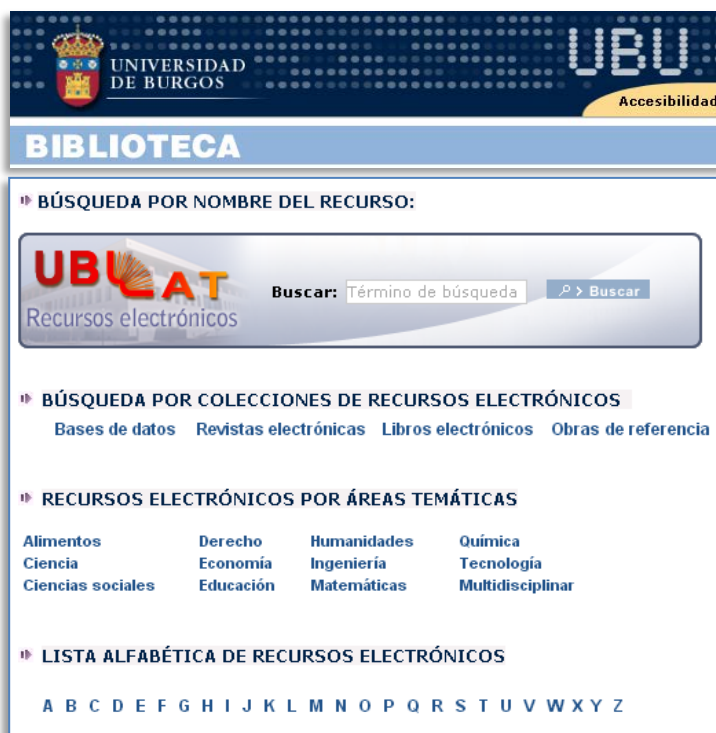 UNIVERSIDAD
DE BURGOS
UBU
Accesibilidad
BIBLIOTECA
BÚSQUEDA POR NOMBRE DEL RECURSO:
UBUCAT
Recursos electrónicos
Buscar: Término de búsqueda > Buscar
BÚSQUEDA POR COLECCIONES DE RECURSOS ELECTRÓNICOS
Bases de datos Revistas electrónicas Libros electrónicos Obras de referencia
RECURSOS ELECTRÓNICOS POR ÁREAS TEMÁTICAS
Alimentos Derecho Humanidades Química
Ciencia Economía Ingeniería Tecnología
Ciencias sociales Educación Matemáticas Multidisciplinar
LISTA ALFABÉTICA DE RECURSOS ELECTRÓNICOS
A B C D E F G H I J K L M N O P Q R S T U V W X Y Z